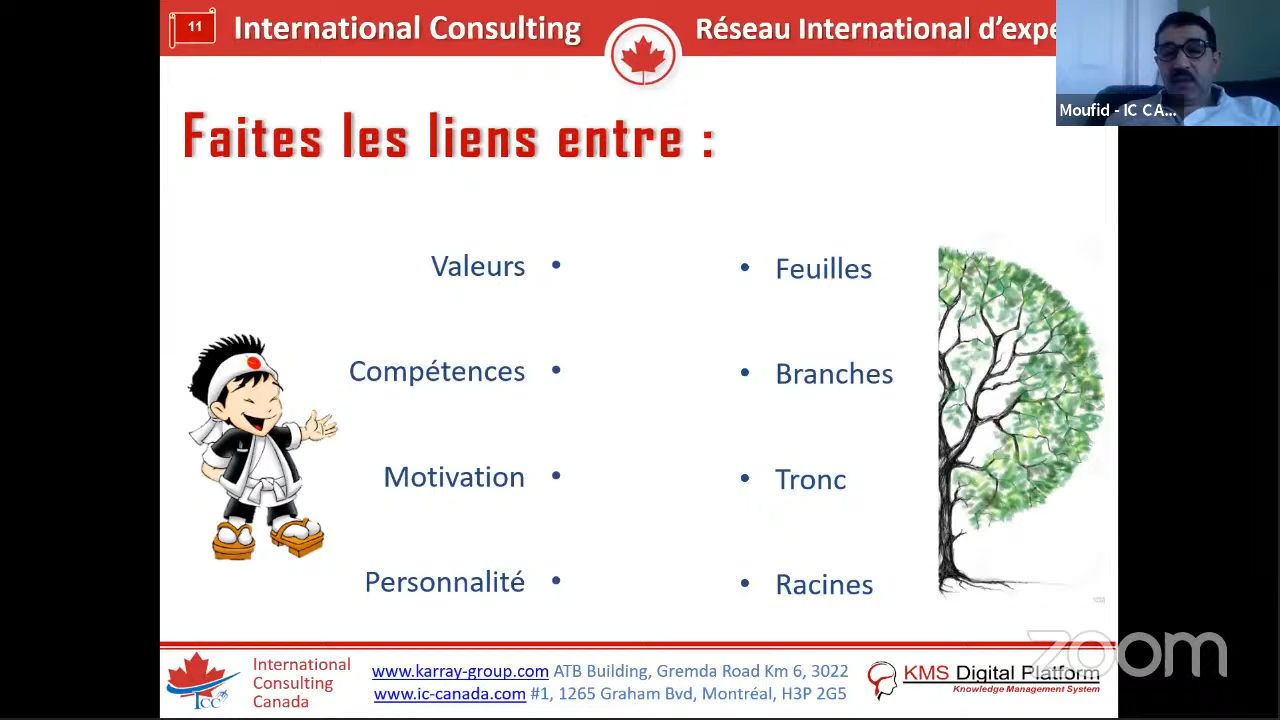 11
International Consulting
Réseau International d'expe
Moufid - IC CA...
Faites les liens entre :
Valeurs •
• Feuilles
Compétences •
• Branches
Motivation •
• Tronc
Personnalité •
• Racines
zoom
International
Consulting
Canada
Icc
www.karray-group.com ATB Building, Gremda Road Km 6, 3022
www.ic-canada.com #1, 1265 Graham Bvd, Montréal, H3P 2G5
KMS Digital Platform
Knowledge Management System